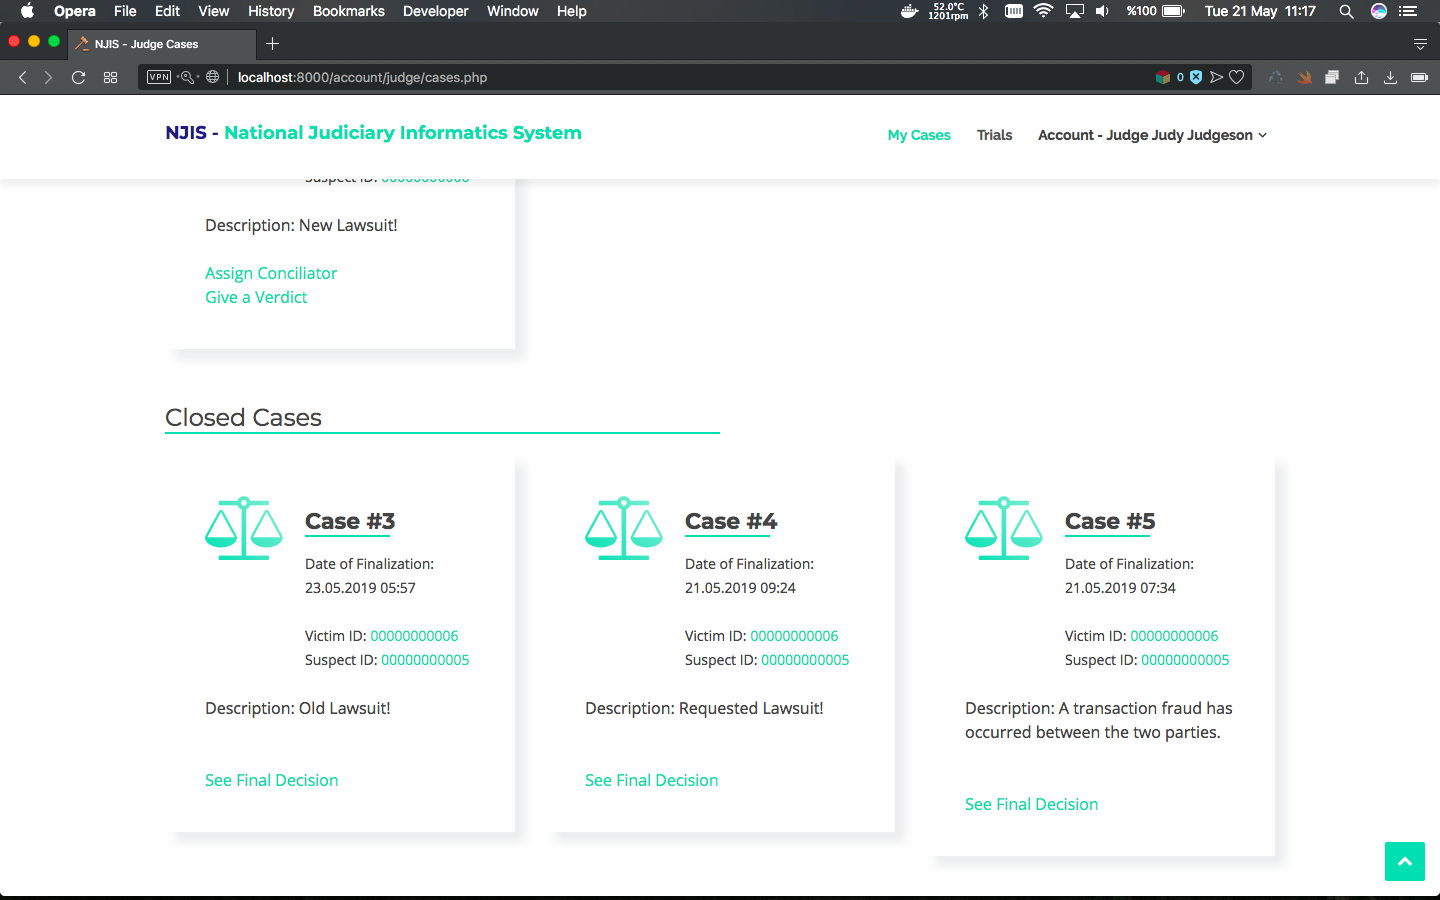 Opera File Edit View History Bookmarks Developer Window Help 52.0°C 1201rpm %100 Tue 21 May 11:17
NJIS - Judge Cases
VPN localhost:8000/account/judge/cases.php 0
NJIS - National Judiciary Informatics System My Cases Trials Account - Judge Judy Judgeson
Suspect ID: 00000000006
Description: New Lawsuit!
Assign Conciliator
Give a Verdict
Closed Cases
Case #3
Date of Finalization:
23.05.2019 05:57
Victim ID: 00000000006
Suspect ID: 00000000005
Description: Old Lawsuit!
See Final Decision
Case #4
Date of Finalization:
21.05.2019 09:24
Victim ID: 00000000006
Suspect ID: 00000000005
Description: Requested Lawsuit!
See Final Decision
Case #5
Date of Finalization:
21.05.2019 07:34
Victim ID: 00000000006
Suspect ID: 00000000005
Description: A transaction fraud has
occurred between the two parties.
See Final Decision